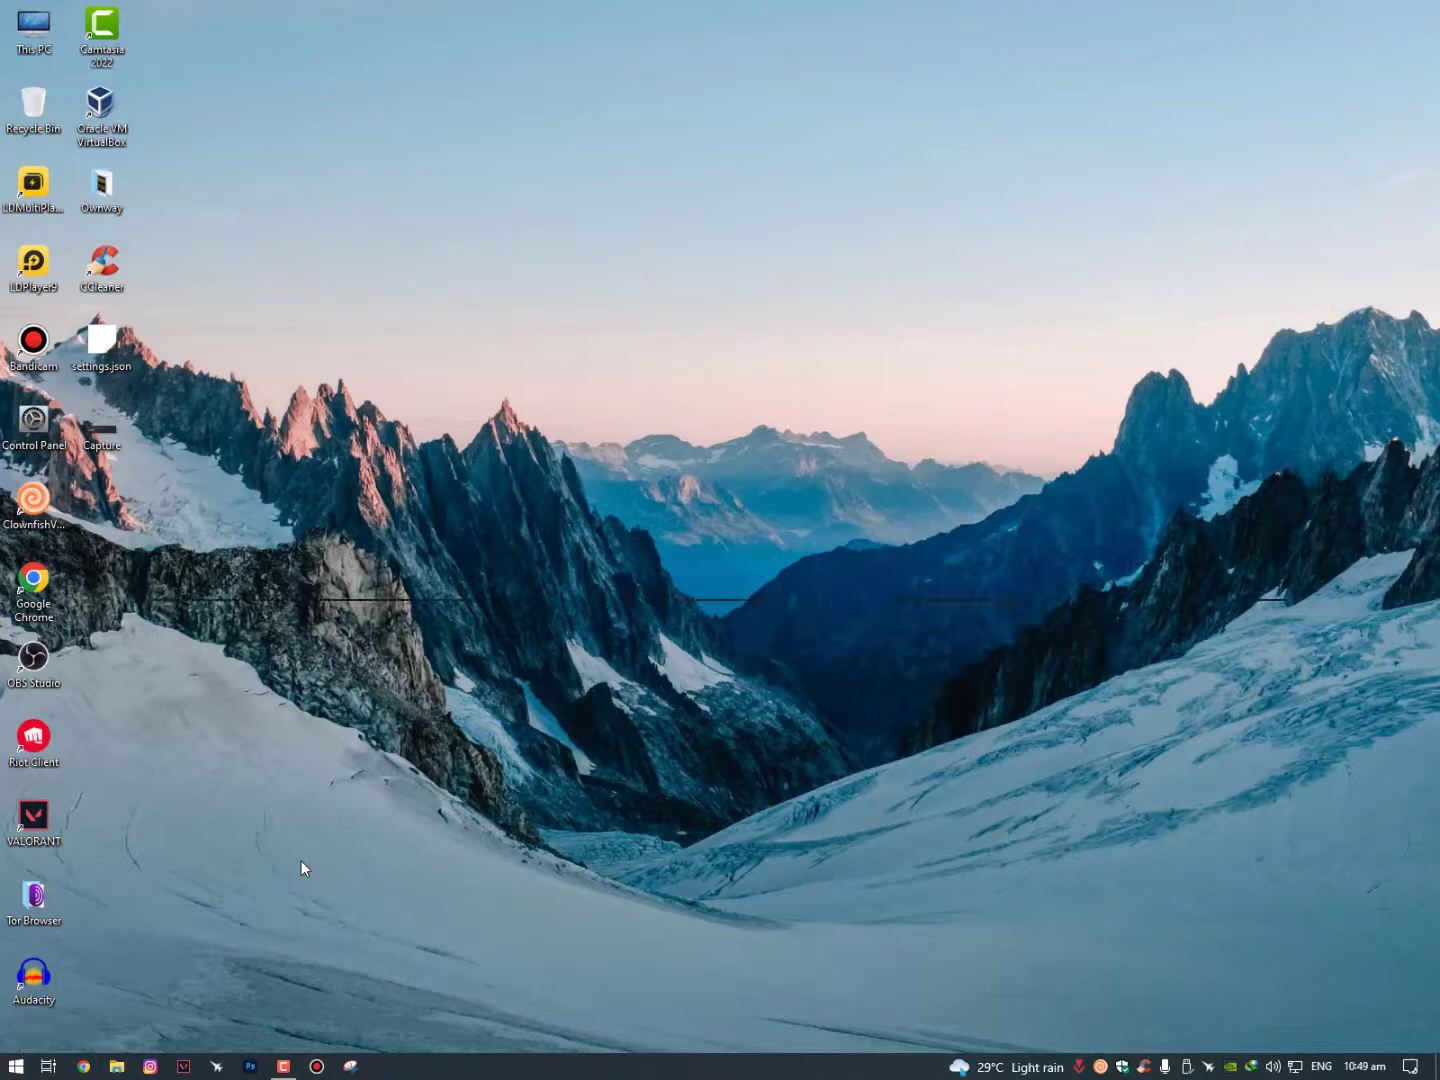 This PC
Camtasia
2022
Recycle Bin
Oracle VM
VirtualBox
LDMultiPla...
Ownway
LDPlayer9
CCleaner
Bandicam
settings.json
Control Panel
Capture
ClownfishV...
Google
Chrome
OBS Studio
Riot Client
VALORANT
Tor Browser
Audacity
Ps
29°C Light rain
ENG
10:49 am